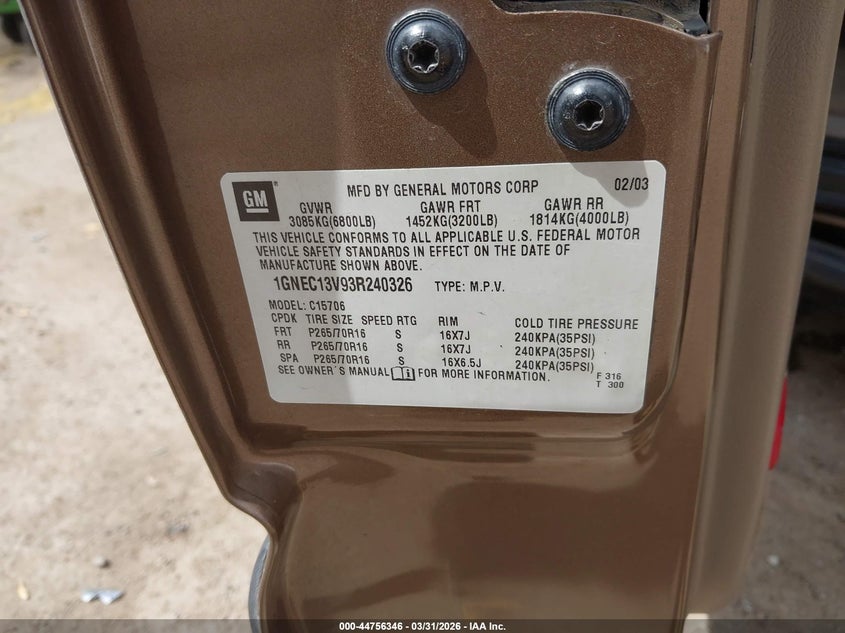 GM
MFD BY GENERAL MOTORS CORP 02/03
GVWR GAWR FRT GAWR RR
3085KG(6800LB) 1452KG(3200LB) 1814KG(4000LB)
THIS VEHICLE CONFORMS TO ALL APPLICABLE U.S. FEDERAL MOTOR
VEHICLE SAFETY STANDARDS IN EFFECT ON THE DATE OF
MANUFACTURE SHOWN ABOVE.
1GNEC13V93R240326 TYPE: M.P.V.
MODEL: C15706
CPDK TIRE SIZE SPEED RTG RIM COLD TIRE PRESSURE
FRT P265/70R16 S 16X7J 240KPA(35PSI)
RR P265/70R16 S 16X7J 240KPA(35PSI)
SPA P265/70R16 S 16X6.5J 240KPA(35PSI)
SEE OWNER'S MANUAL FOR MORE INFORMATION.
F 316
T 300
000-44756346 - 03/31/2026 - IAA Inc.